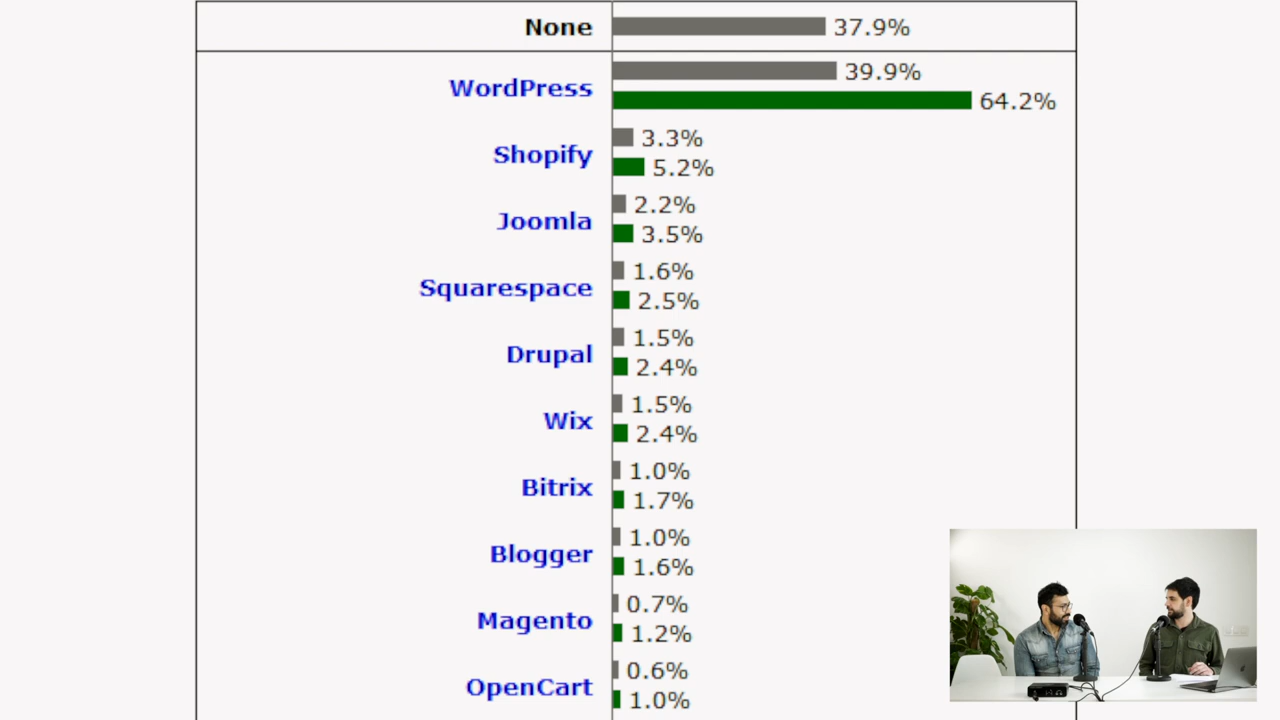 None 37.9%
WordPress 39.9%
64.2%
Shopify 3.3%
5.2%
Joomla 2.2%
3.5%
Squarespace 1.6%
2.5%
Drupal 1.5%
2.4%
Wix 1.5%
2.4%
Bitrix 1.0%
1.7%
Blogger 1.0%
1.6%
Magento 0.7%
1.2%
OpenCart 0.6%
1.0%